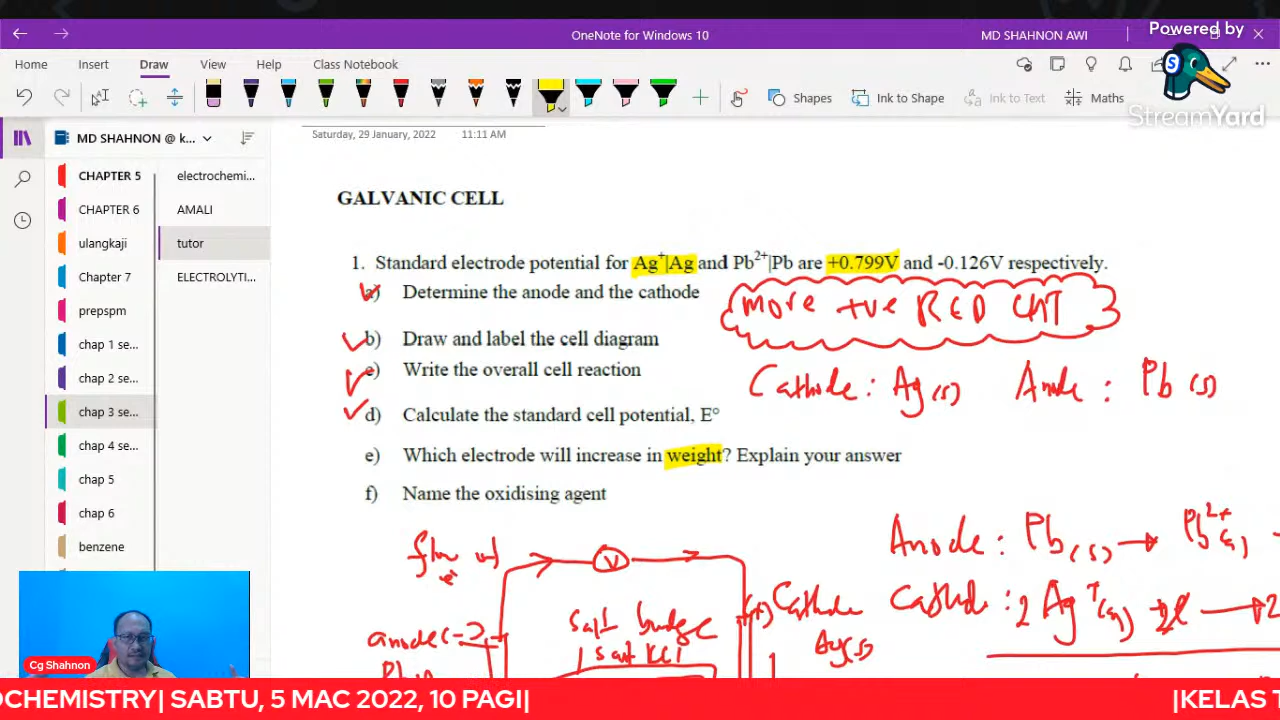 OneNote for Windows 10
MD SHAHNON AWI
Powered by
StreamYard
Home Insert Draw View Help Class Notebook
Shapes Ink to Shape Ink to Text Maths
MD SHAHNON @ k...
CHAPTER 5
CHAPTER 6
ulangkaji
Chapter 7
prepspm
chap 1 se...
chap 2 se...
chap 3 se...
chap 4 se...
chap 5
chap 6
benzene
electrochemi...
AMALI
tutor
ELECTROLYTI...
Saturday, 29 January, 2022 11:11 AM
GALVANIC CELL
1. Standard electrode potential for Ag⁺|Ag and Pb²⁺|Pb are +0.799V and -0.126V respectively.
a) Determine the anode and the cathode
more +ve RED CAT
b) Draw and label the cell diagram
c) Write the overall cell reaction
Cathode : Ag(s) Anode : Pb(s)
d) Calculate the standard cell potential, E°
e) Which electrode will increase in weight? Explain your answer
f) Name the oxidising agent
Anode : Pb(s) → Pb²⁺
flow of e⁻
V
Cathode : 2Ag⁺(aq) + 2e → 2
salt bridge
sat KCl
(+) Cathode
Ag(s)
anode (-)
Cg Shahnon
OCHEMISTRY| SABTU, 5 MAC 2022, 10 PAGI| |KELAS T